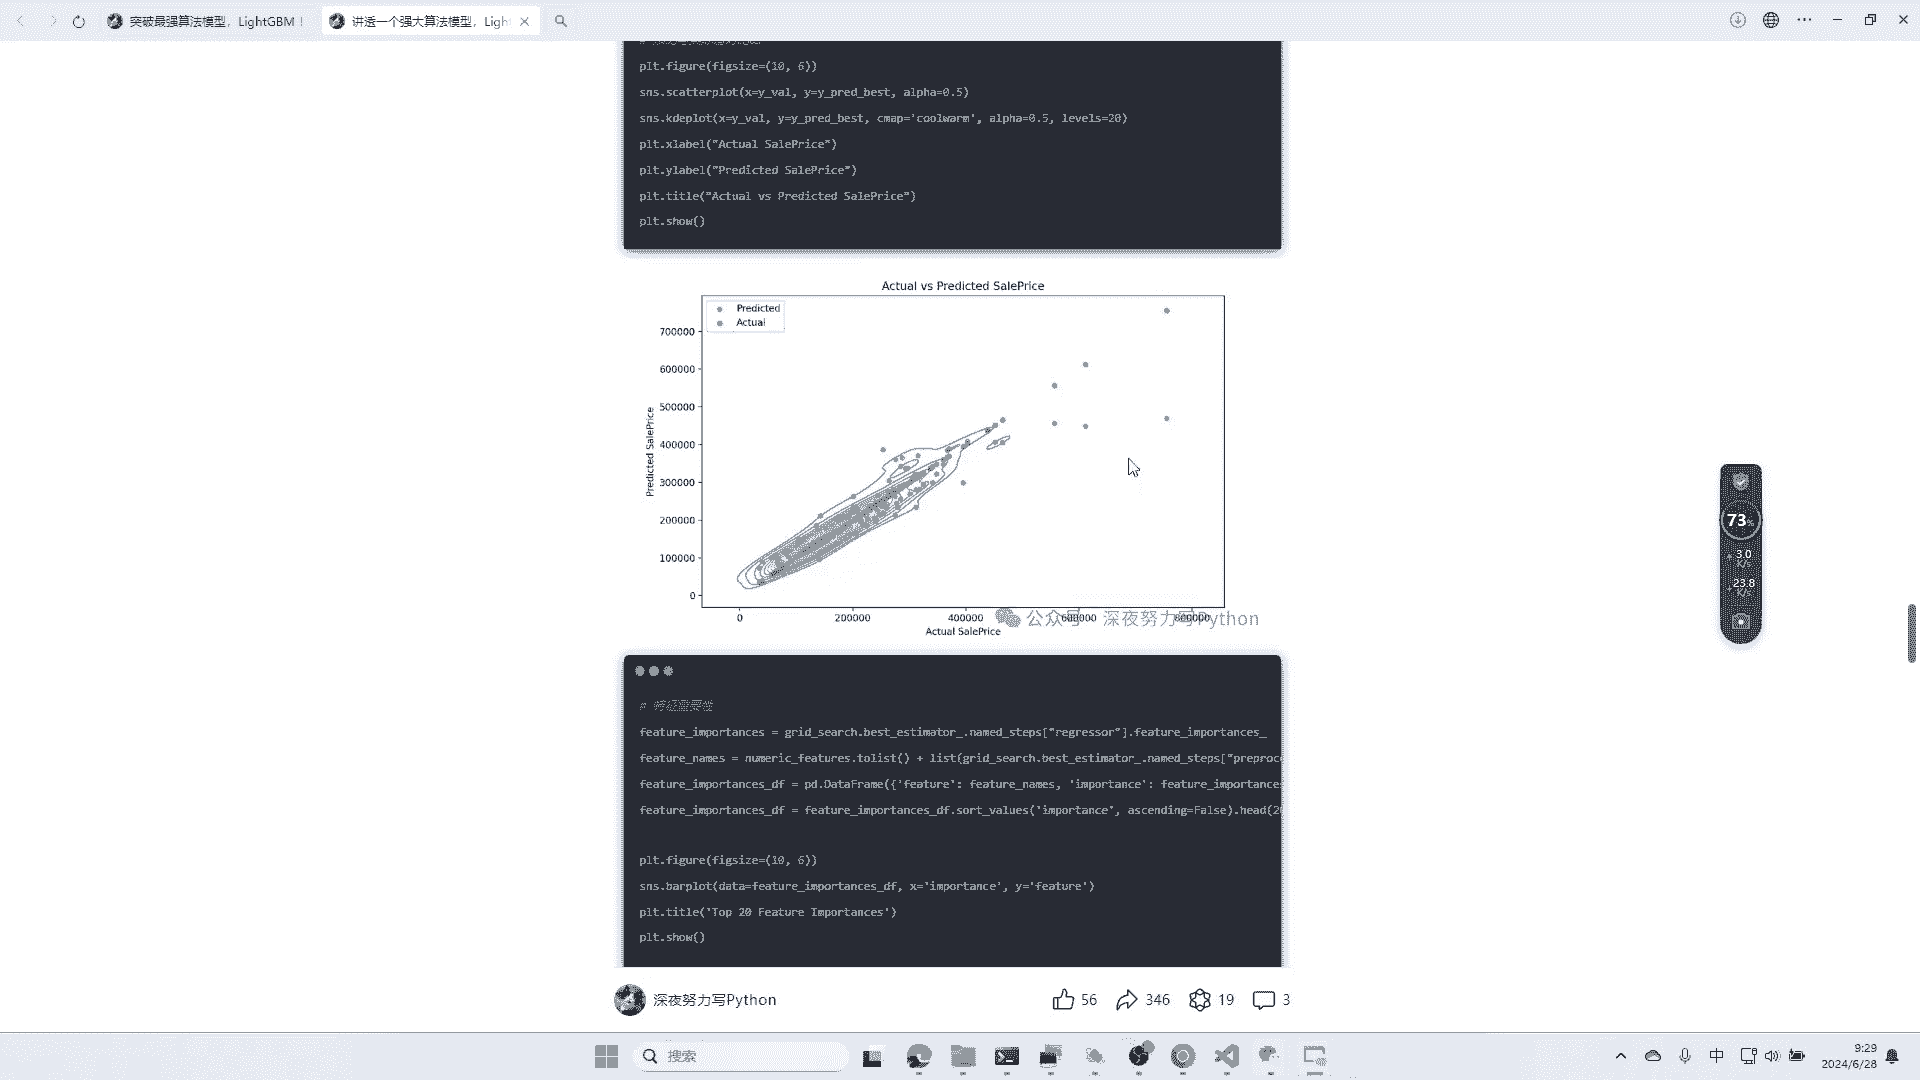 突破最强算法模型，LightGBM！
讲透一个强大算法模型，Ligh
plt.figure(figsize=(10, 6))
sns.scatterplot(x=y_val, y=y_pred_best, alpha=0.5)
sns.kdeplot(x=y_val, y=y_pred_best, cmap='coolwarm', alpha=0.5, levels=20)
plt.xlabel("Actual SalePrice")
plt.ylabel("Predicted SalePrice")
plt.title("Actual vs Predicted SalePrice")
plt.show()
Actual vs Predicted SalePrice
Predicted
Actual
700000
600000
500000
400000
300000
200000
100000
0
Predicted SalePrice
0 200000 400000 600000 800000
Actual SalePrice
公众号 · 深夜努力写Python
# 特征重要性
feature_importances = grid_search.best_estimator_.named_steps["regressor"].feature_importances_
feature_names = numeric_features.tolist() + list(grid_search.best_estimator_.named_steps["preproce
feature_importances_df = pd.DataFrame({'feature': feature_names, 'importance': feature_importances
feature_importances_df = feature_importances_df.sort_values('importance', ascending=False).head(20
plt.figure(figsize=(10, 6))
sns.barplot(data=feature_importances_df, x='importance', y='feature')
plt.title('Top 20 Feature Importances')
plt.show()
深夜努力写Python
56
346
19
3
73%
3.0
K/s
23.8
K/s
搜索
中
9:29
2024/6/28